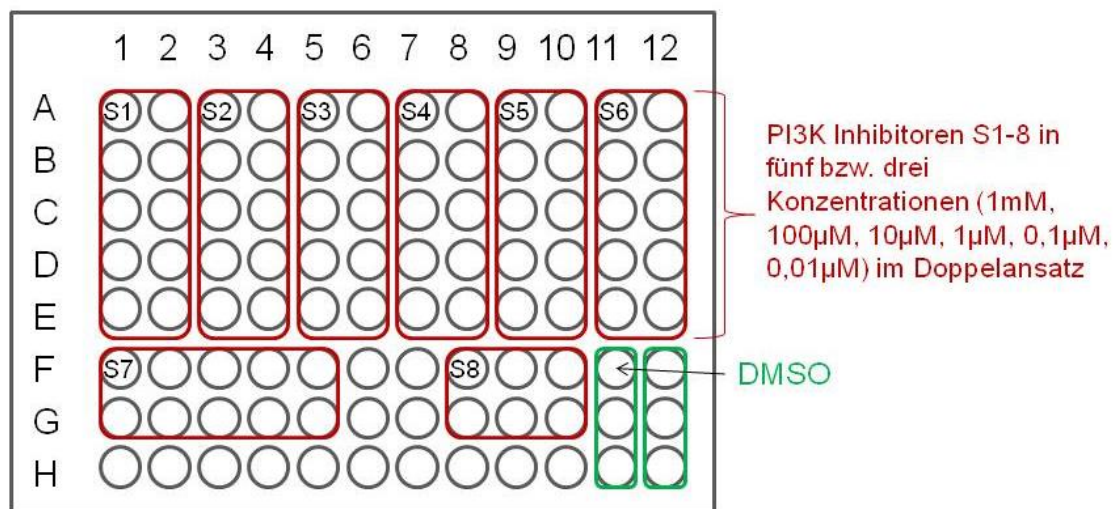 1 2 3 4 5 6 7 8 9 10 11 12
A S1 S2 S3 S4 S5 S6
B
C
D
E
F S7 S8
G
H
PI3K Inhibitoren S1-8 in
fünf bzw. drei
Konzentrationen (1mM,
100µM, 10µM, 1µM, 0,1µM,
0,01µM) im Doppelansatz
DMSO